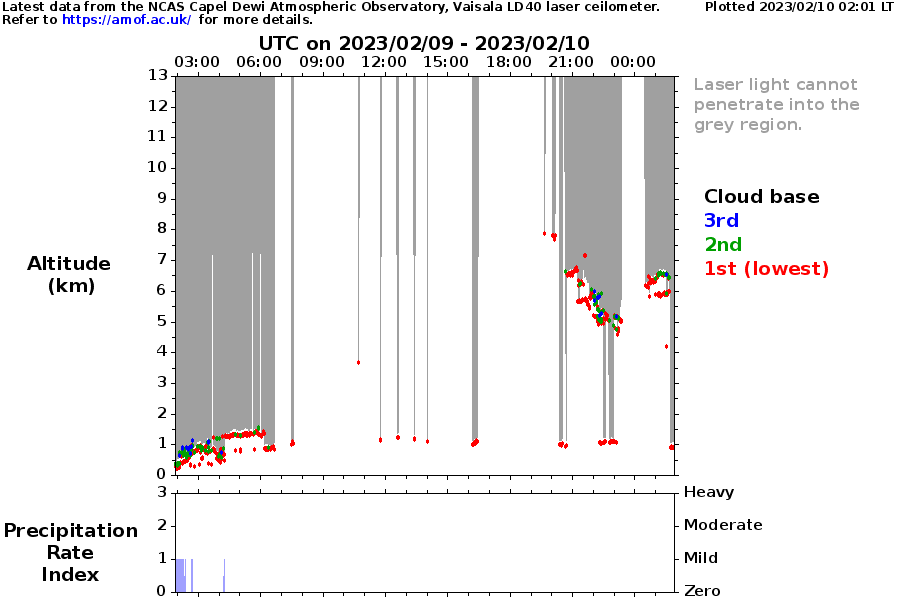 Latest data from the NCAS Capel Dewi Atmospheric Observatory, Vaisala LD40 laser ceilometer. Plotted 2023/02/10 02:01 LT
Refer to https://amof.ac.uk/ for more details.
UTC on 2023/02/09 - 2023/02/10
03:00 06:00 09:00 12:00 15:00 18:00 21:00 00:00
13
12
11
10
9
8
7
6
5
4
3
2
1
0
Altitude
(km)
Laser light cannot
penetrate into the
grey region.
Cloud base
3rd
2nd
1st (lowest)
3 Heavy
2 Moderate
1 Mild
0 Zero
Precipitation
Rate
Index